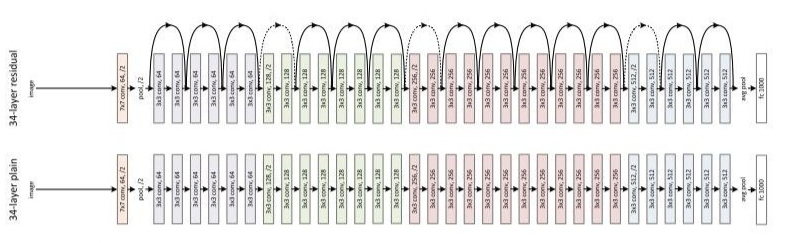 34-layer residual
image
7x7 conv, 64, /2
pool, /2
3x3 conv, 64
3x3 conv, 64
3x3 conv, 64
3x3 conv, 64
3x3 conv, 64
3x3 conv, 64
3x3 conv, 128, /2
3x3 conv, 128
3x3 conv, 128
3x3 conv, 128
3x3 conv, 128
3x3 conv, 128
3x3 conv, 128
3x3 conv, 128
3x3 conv, 256, /2
3x3 conv, 256
3x3 conv, 256
3x3 conv, 256
3x3 conv, 256
3x3 conv, 256
3x3 conv, 256
3x3 conv, 256
3x3 conv, 256
3x3 conv, 256
3x3 conv, 256
3x3 conv, 256
3x3 conv, 512, /2
3x3 conv, 512
3x3 conv, 512
3x3 conv, 512
3x3 conv, 512
3x3 conv, 512
avg pool
fc 1000
34-layer plain
image
7x7 conv, 64, /2
pool, /2
3x3 conv, 64
3x3 conv, 64
3x3 conv, 64
3x3 conv, 64
3x3 conv, 64
3x3 conv, 64
3x3 conv, 128, /2
3x3 conv, 128
3x3 conv, 128
3x3 conv, 128
3x3 conv, 128
3x3 conv, 128
3x3 conv, 128
3x3 conv, 128
3x3 conv, 256, /2
3x3 conv, 256
3x3 conv, 256
3x3 conv, 256
3x3 conv, 256
3x3 conv, 256
3x3 conv, 256
3x3 conv, 256
3x3 conv, 256
3x3 conv, 256
3x3 conv, 256
3x3 conv, 256
3x3 conv, 512, /2
3x3 conv, 512
3x3 conv, 512
3x3 conv, 512
3x3 conv, 512
3x3 conv, 512
avg pool
fc 1000